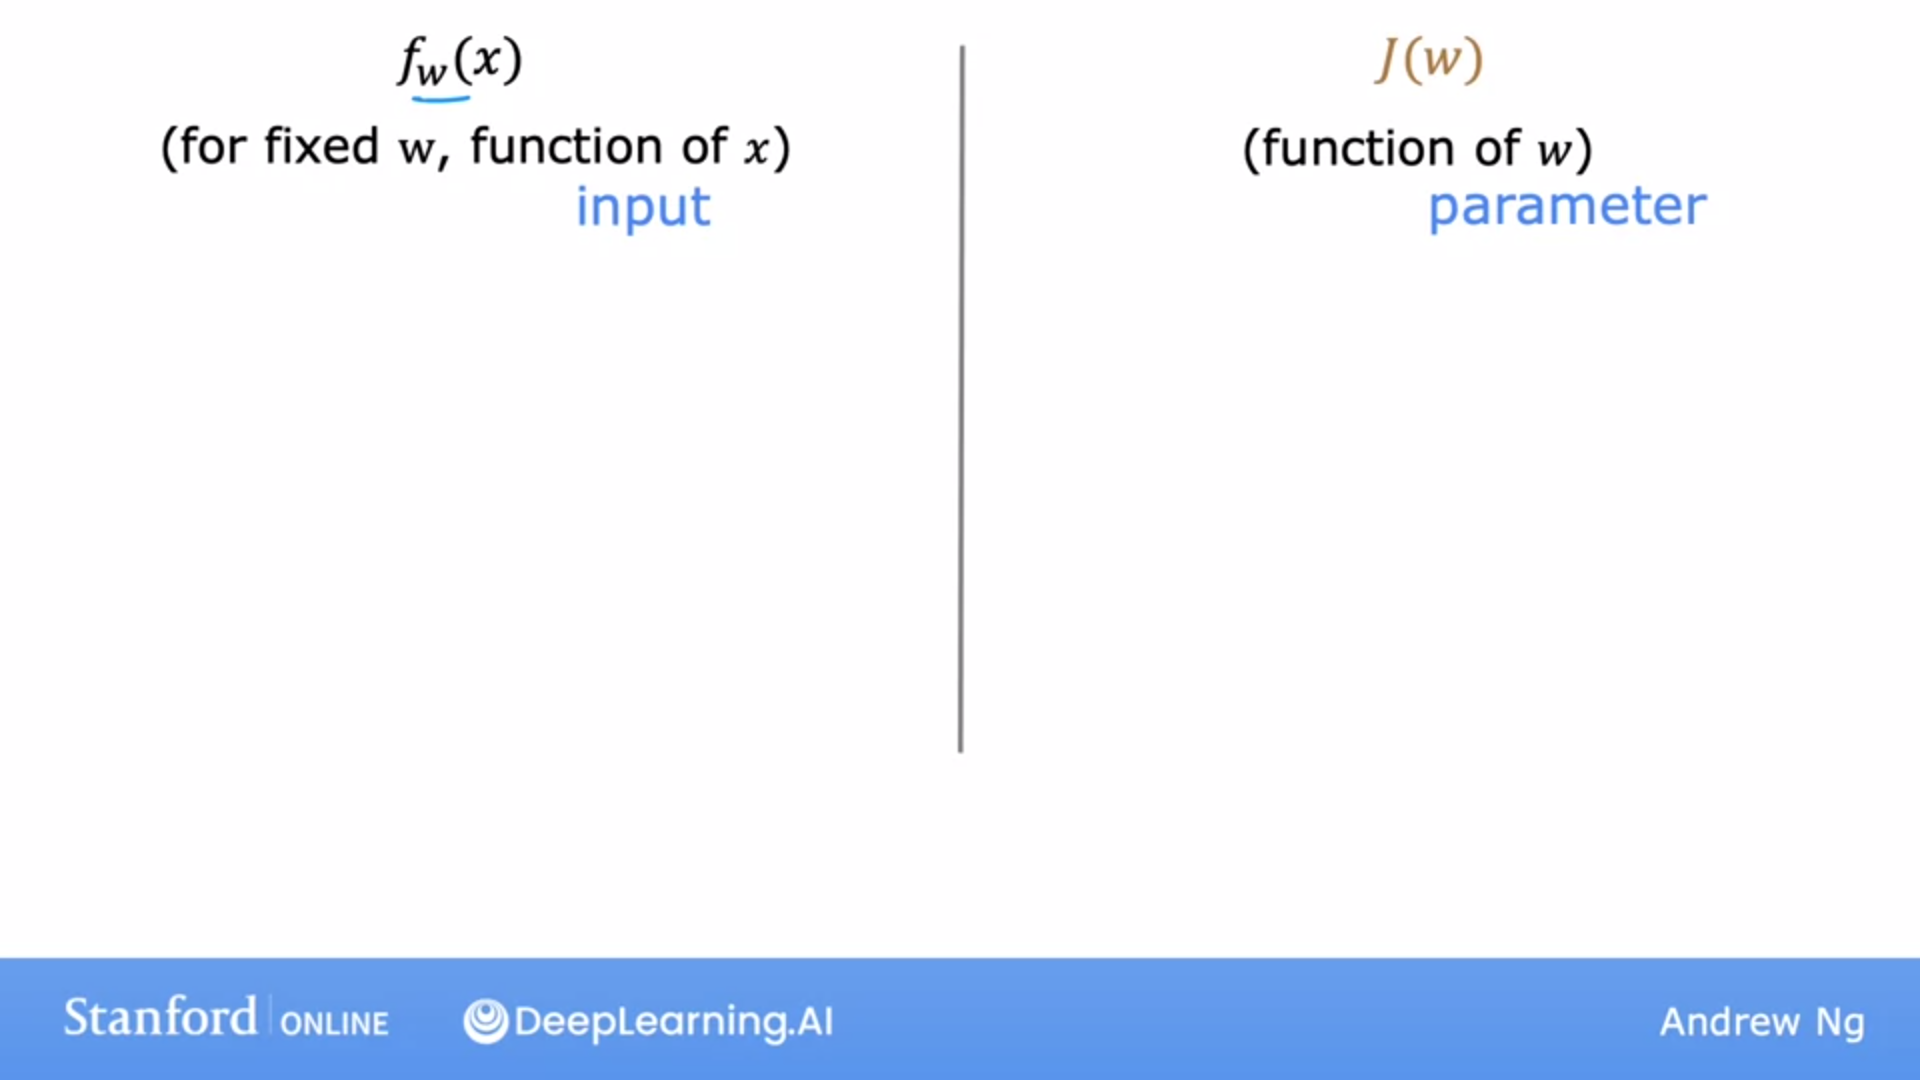 f_w(x)
(for fixed w, function of x)
input
J(w)
(function of w)
parameter
Stanford | ONLINE DeepLearning.AI Andrew Ng